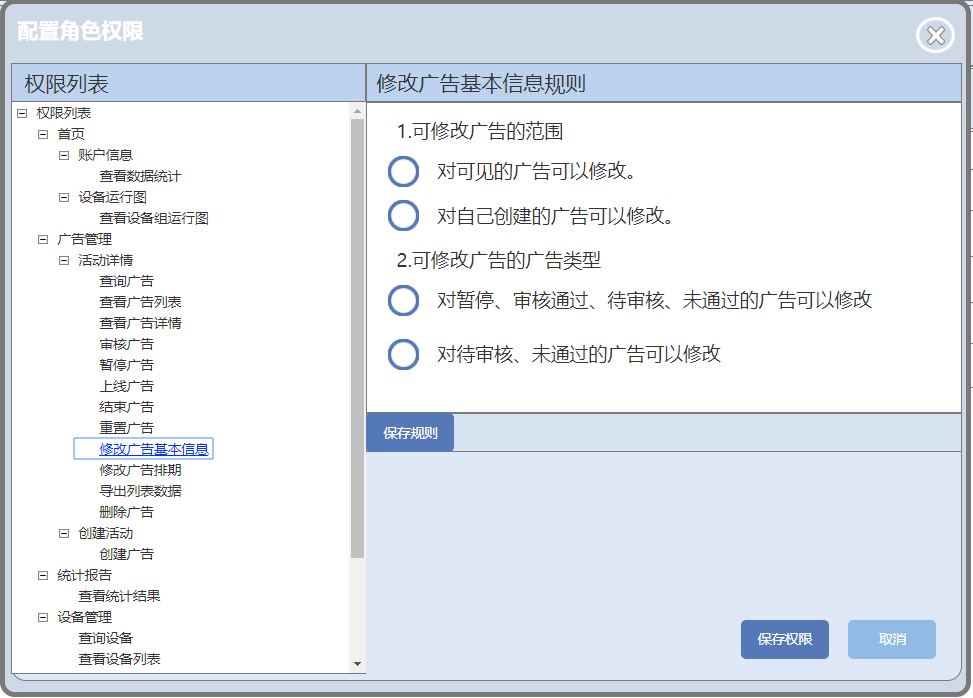 配置角色权限
权限列表
修改广告基本信息规则
权限列表
首页
账户信息
查看数据统计
设备运行图
查看设备组运行图
广告管理
活动详情
查询广告
查看广告列表
查看广告详情
审核广告
暂停广告
上线广告
结束广告
重置广告
修改广告基本信息
修改广告排期
导出列表数据
删除广告
创建活动
创建广告
统计报告
查看统计结果
设备管理
查询设备
查看设备列表
1.可修改广告的范围
对可见的广告可以修改。
对自己创建的广告可以修改。
2.可修改广告的广告类型
对暂停、审核通过、待审核、未通过的广告可以修改
对待审核、未通过的广告可以修改
保存规则
保存权限
取消